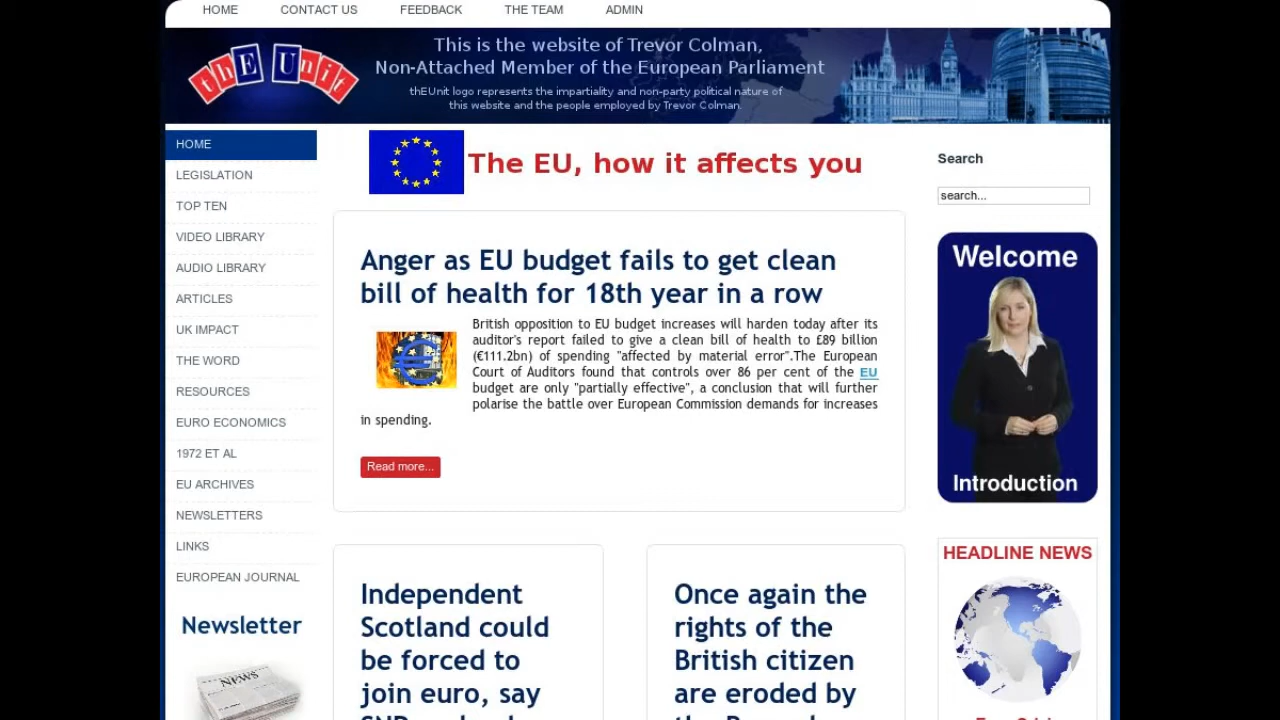 HOME CONTACT US FEEDBACK THE TEAM ADMIN
thEUnit
This is the website of Trevor Colman,
Non-Attached Member of the European Parliament
thEUnit logo represents the impartiality and non-party political nature of
this website and the people employed by Trevor Colman.
HOME
LEGISLATION
TOP TEN
VIDEO LIBRARY
AUDIO LIBRARY
ARTICLES
UK IMPACT
THE WORD
RESOURCES
EURO ECONOMICS
1972 ET AL
EU ARCHIVES
NEWSLETTERS
LINKS
EUROPEAN JOURNAL
Newsletter
NEWS
The EU, how it affects you
Anger as EU budget fails to get clean
bill of health for 18th year in a row
British opposition to EU budget increases will harden today after its
auditor's report failed to give a clean bill of health to £89 billion
(€111.2bn) of spending "affected by material error".The European
Court of Auditors found that controls over 86 per cent of the EU
budget are only "partially effective", a conclusion that will further
polarise the battle over European Commission demands for increases
in spending.
Read more...
Independent
Scotland could
be forced to
join euro, say
Once again the
rights of the
British citizen
are eroded by
Search
search...
Welcome
Introduction
HEADLINE NEWS